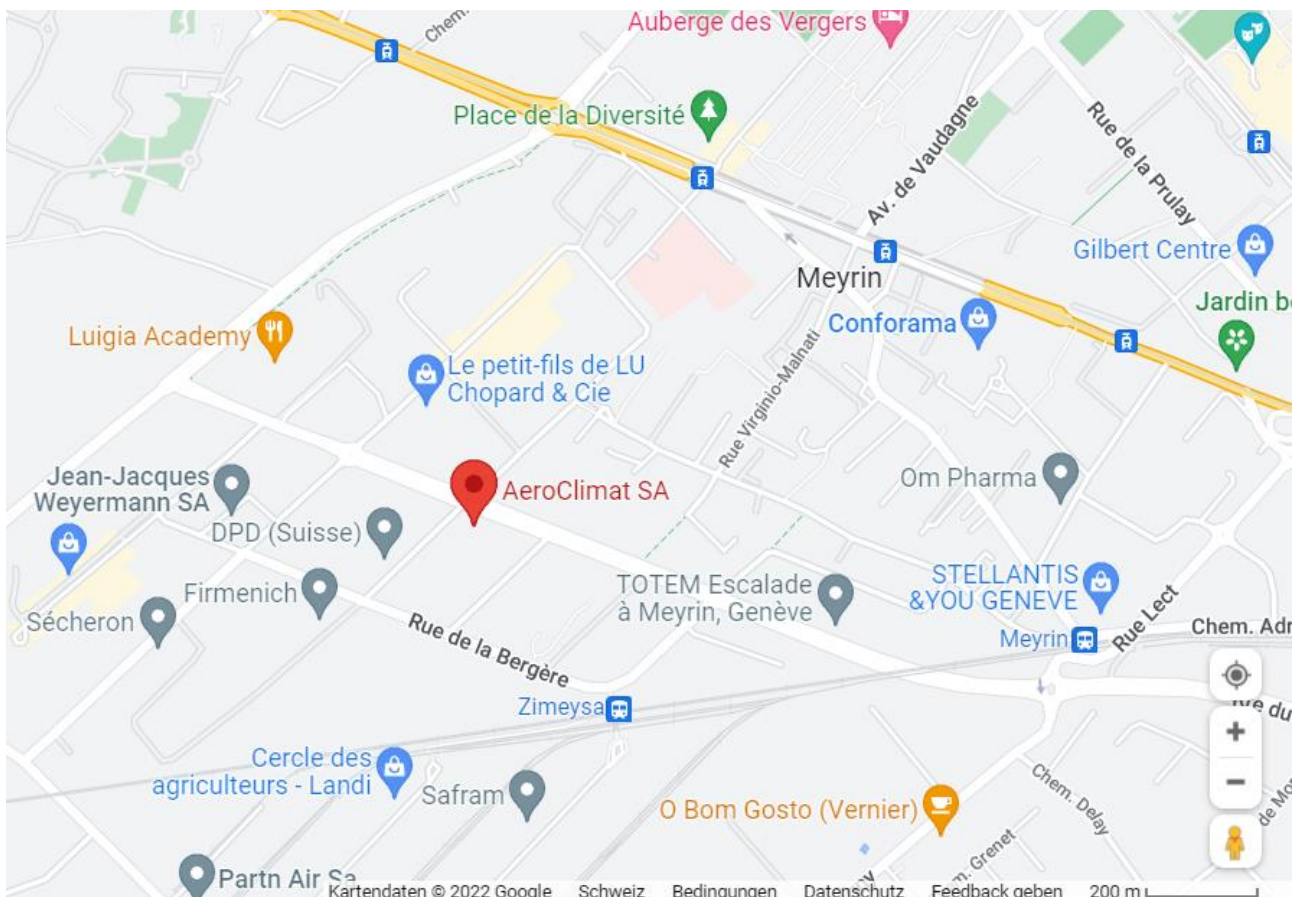 Auberge des Vergers
Chem.
Place de la Diversité
Av. de Vaudagne
Rue de la Prulay
Gilbert Centre
Meyrin
Jardin
Conforama
Luigia Academy
Le petit-fils de LU
Chopard & Cie
Rue Virginio-Malnati
Jean-Jacques
Weyermann SA
AeroClimat SA
Om Pharma
DPD (Suisse)
Firmenich
TOTEM Escalade
à Meyrin, Genève
STELLANTIS
&YOU GENEVE
Sécheron
Rue de la Bergère
Meyrin
Rue Lect
Chem.
Zimeysa
du
Cercle des
agriculteurs - Landi
Safram
O Bom Gosto (Vernier)
Chem. Delay
de
Grenet
Partn Air Sa
Kartendaten © 2022 Google Schweiz Bedingungen Datenschutz Feedback geben 200 m